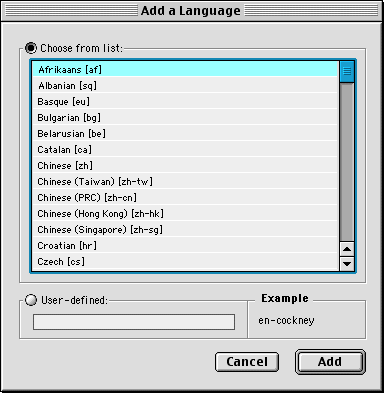 Add a Language
Choose from list:
Afrikaans [af]
Albanian [sq]
Basque [eu]
Bulgarian [bg]
Belarusian [be]
Catalan [ca]
Chinese [zh]
Chinese (Taiwan) [zh-tw]
Chinese (PRC) [zh-cn]
Chinese (Hong Kong) [zh-hk]
Chinese (Singapore) [zh-sg]
Croatian [hr]
Czech [cs]
User-defined:
Example
en-cockney
Cancel
Add